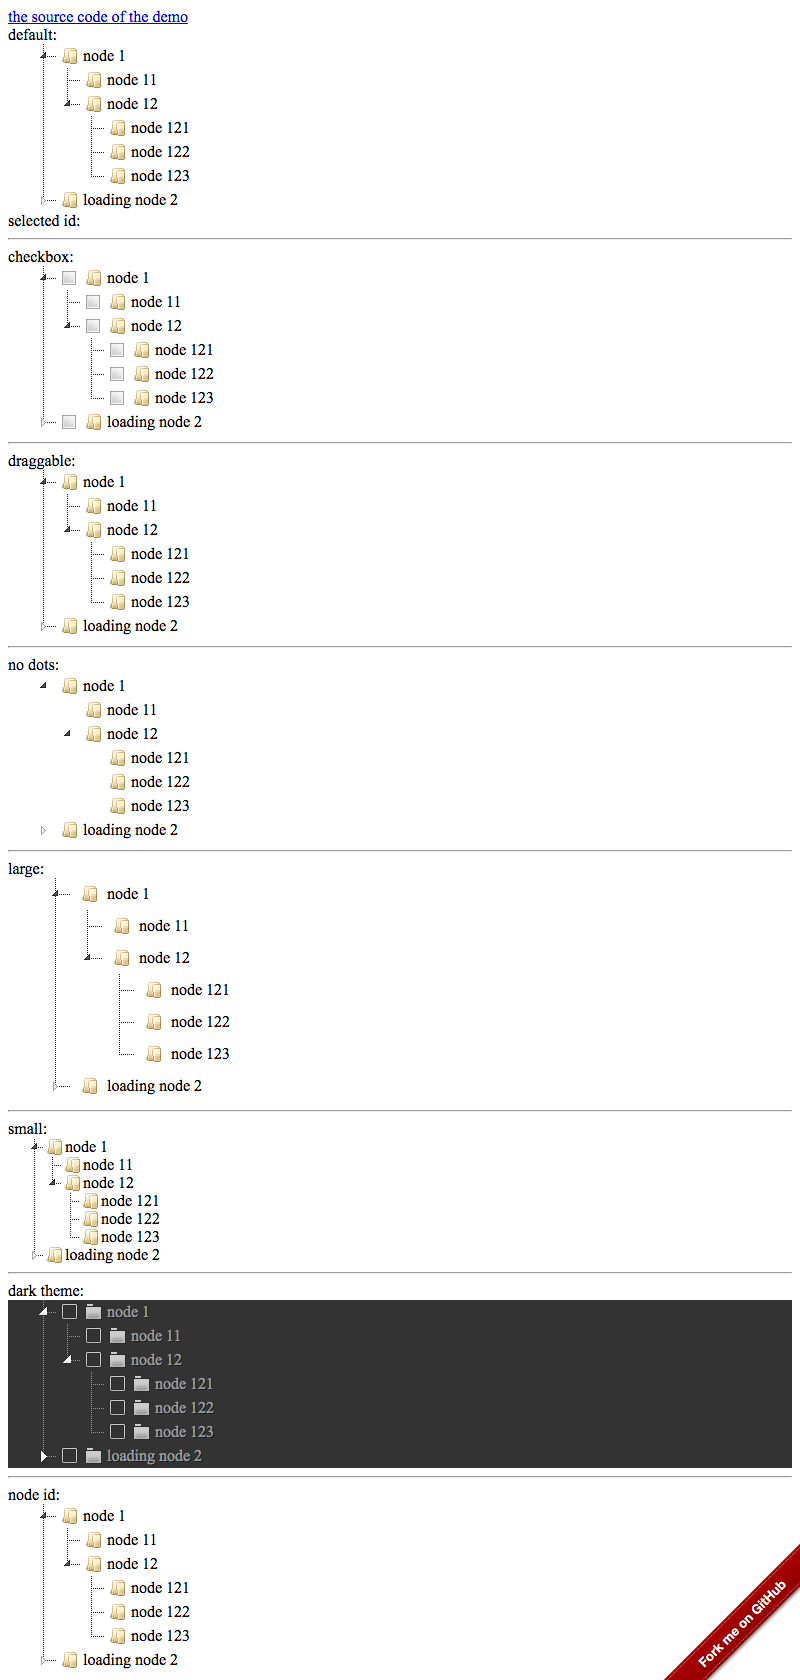 the source code of the demo
default:
node 1
node 11
node 12
node 121
node 122
node 123
loading node 2
selected id:
checkbox:
node 1
node 11
node 12
node 121
node 122
node 123
loading node 2
draggable:
node 1
node 11
node 12
node 121
node 122
node 123
loading node 2
no dots:
node 1
node 11
node 12
node 121
node 122
node 123
loading node 2
large:
node 1
node 11
node 12
node 121
node 122
node 123
loading node 2
small:
node 1
node 11
node 12
node 121
node 122
node 123
loading node 2
dark theme:
node 1
node 11
node 12
node 121
node 122
node 123
loading node 2
node id:
node 1
node 11
node 12
node 121
node 122
node 123
loading node 2
Fork me on GitHub